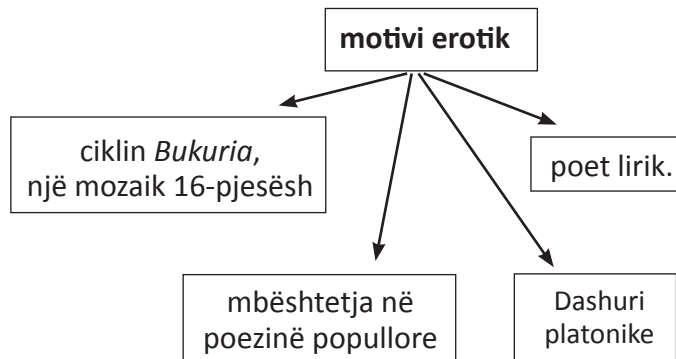 motivi erotik
ciklin Bukuria,
një mozaik 16-pjesësh
poet lirik.
mbështetja në
poezinë popullore
Dashuri
platonike